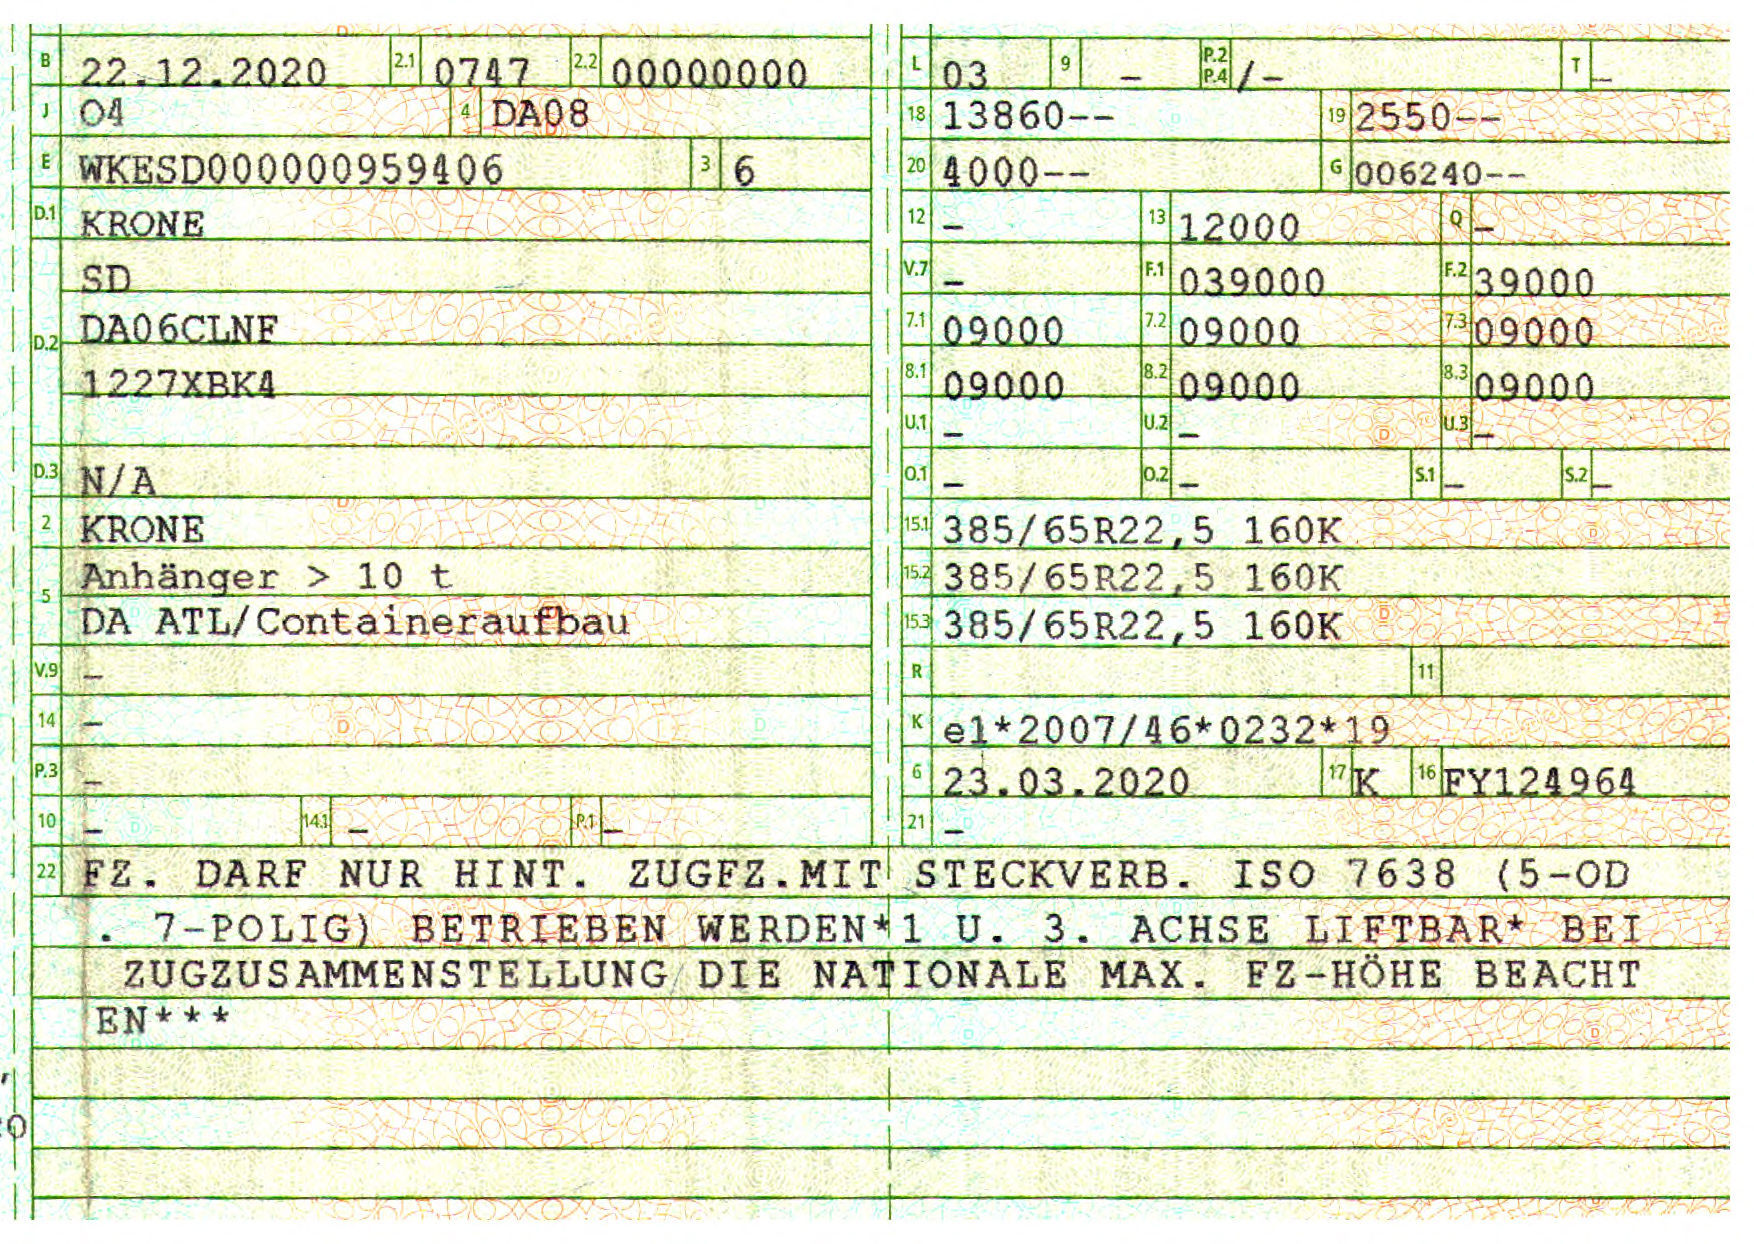 B 22.12.2020 2.1 0747 2.2 00000000
J 04 4 DA08
E WKESD000000959406 3 6
D.1 KRONE
SD
D.2 DA06CLNF
1227XBK4
D.3 N/A
2 KRONE
Anhänger > 10 t
5 DA ATL/Containeraufbau
V.9 –
14 –
P.3 –
10 – 14.1 – P.1 –
L 03 9 – P.2 P.4 /– T –
18 13860-- 19 2550--
20 4000-- G 006240--
12 – 13 12000 Q –
V.7 – F.1 039000 F.2 39000
7.1 09000 7.2 09000 7.3 09000
8.1 09000 8.2 09000 8.3 09000
U.1 – U.2 – U.3 –
O.1 – O.2 – S.1 – S.2 –
15.1 385/65R22,5 160K
15.2 385/65R22,5 160K
15.3 385/65R22,5 160K
R 11
K e1*2007/46*0232*19
6 23.03.2020 17 K 16 FY124964
21 –
22 FZ. DARF NUR HINT. ZUGFZ.MIT STECKVERB. ISO 7638 (5-OD
. 7-POLIG) BETRIEBEN WERDEN*1 U. 3. ACHSE LIFTBAR* BEI
ZUGZUSAMMENSTELLUNG DIE NATIONALE MAX. FZ-HÖHE BEACHT
EN***